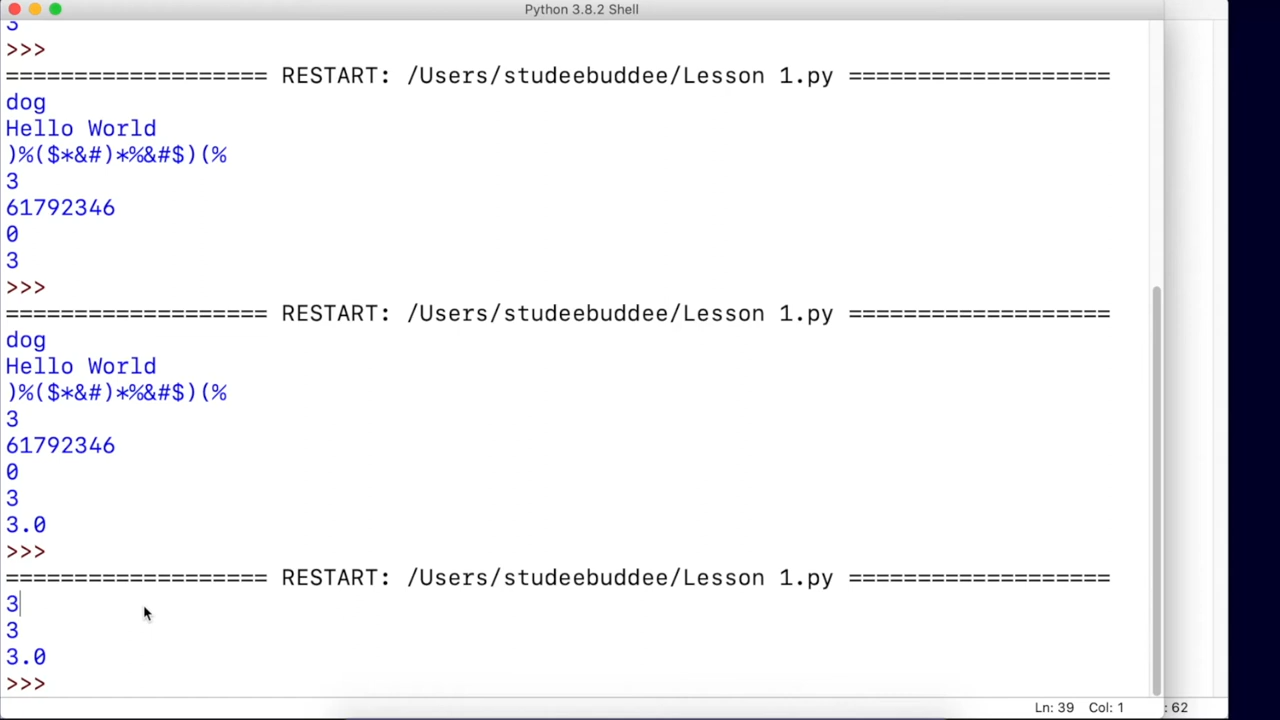 Python 3.8.2 Shell
3
>>>
=================== RESTART: /Users/studeebuddee/Lesson 1.py ===================
dog
Hello World
)%($*&#)*%&#$)(%
3
61792346
0
3
>>>
=================== RESTART: /Users/studeebuddee/Lesson 1.py ===================
dog
Hello World
)%($*&#)*%&#$)(%
3
61792346
0
3
3.0
>>>
=================== RESTART: /Users/studeebuddee/Lesson 1.py ===================
3
3
3.0
>>>
Ln: 39 Col: 1 : 62